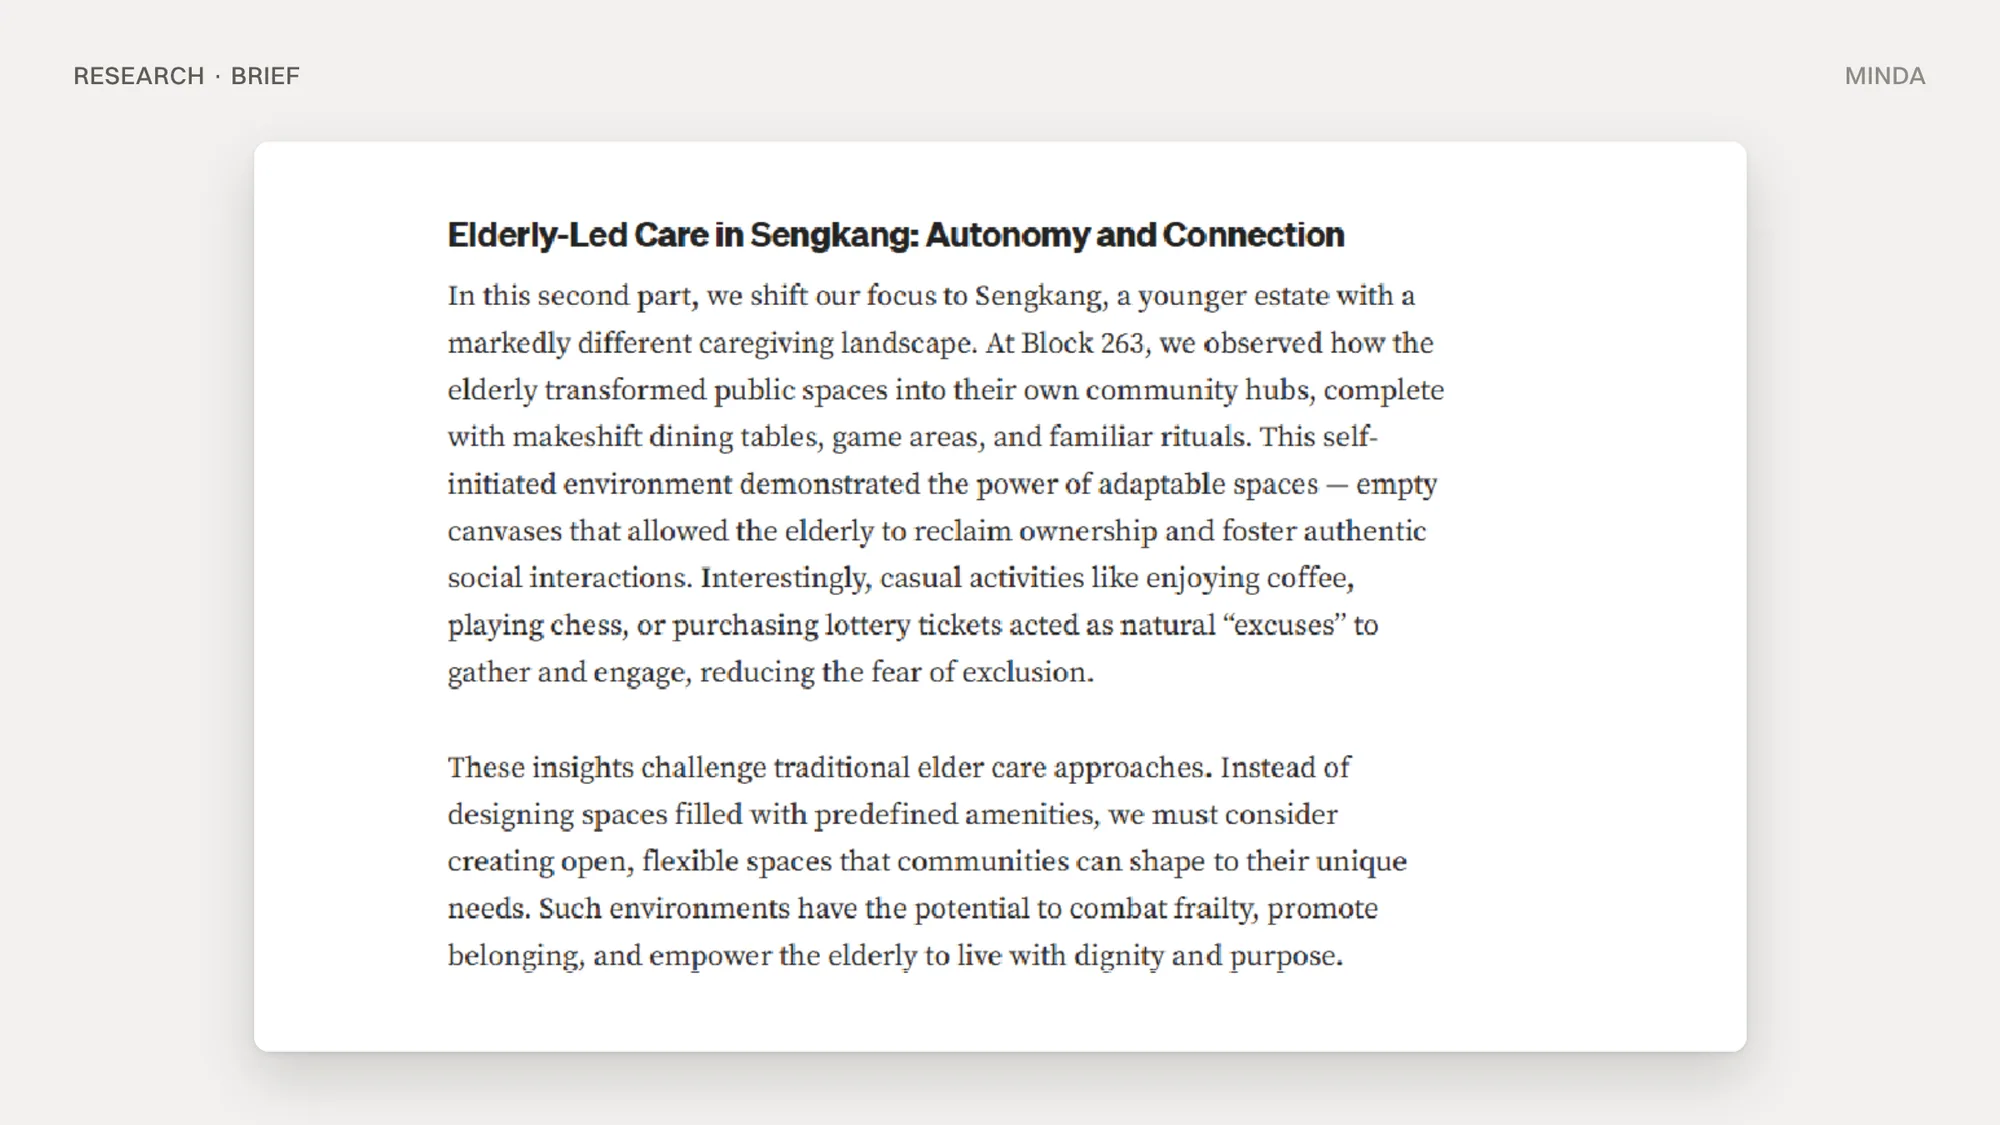 RESEARCH · BRIEF
MINDA
Elderly-Led Care in Sengkang: Autonomy and Connection
In this second part, we shift our focus to Sengkang, a younger estate with a
markedly different caregiving landscape. At Block 263, we observed how the
elderly transformed public spaces into their own community hubs, complete
with makeshift dining tables, game areas, and familiar rituals. This self-
initiated environment demonstrated the power of adaptable spaces — empty
canvases that allowed the elderly to reclaim ownership and foster authentic
social interactions. Interestingly, casual activities like enjoying coffee,
playing chess, or purchasing lottery tickets acted as natural “excuses” to
gather and engage, reducing the fear of exclusion.
These insights challenge traditional elder care approaches. Instead of
designing spaces filled with predefined amenities, we must consider
creating open, flexible spaces that communities can shape to their unique
needs. Such environments have the potential to combat frailty, promote
belonging, and empower the elderly to live with dignity and purpose.